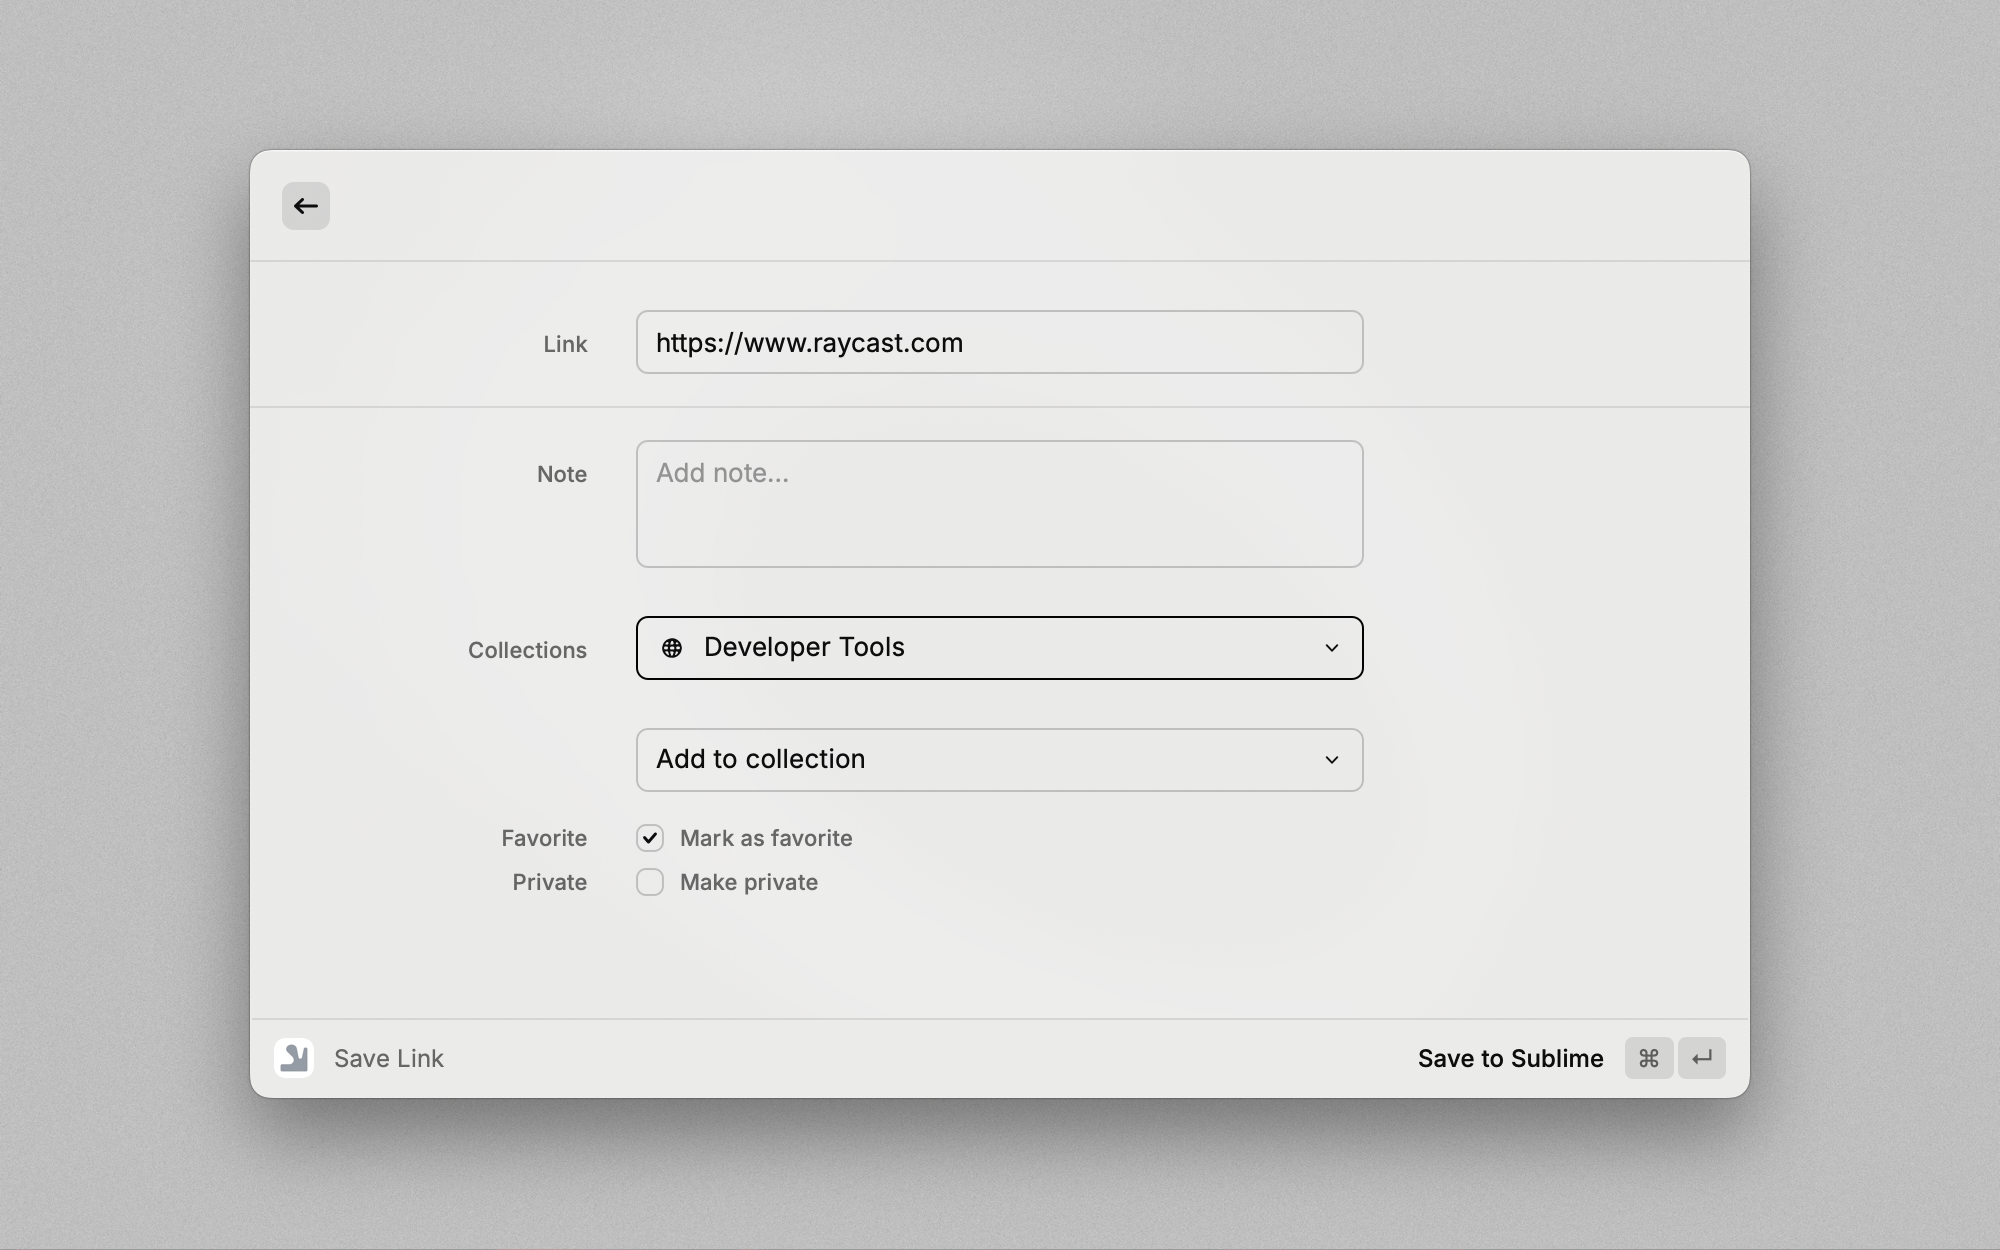 Link
https://www.raycast.com
Note
Add note...
Collections
Developer Tools
Add to collection
Favorite
Mark as favorite
Private
Make private
Save Link
Save to Sublime ⌘ ↵